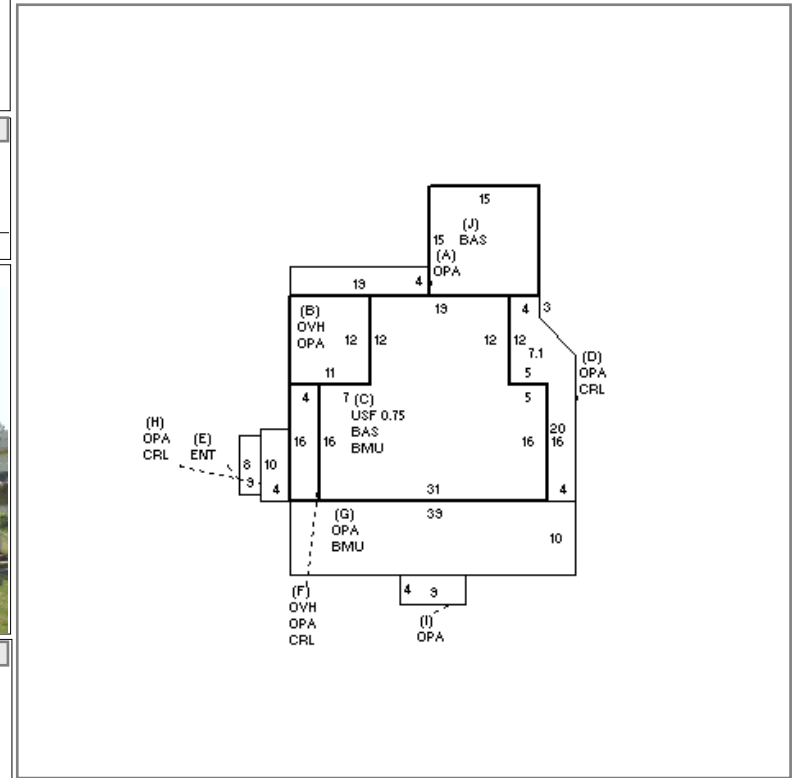 15
(J)
15 BAS
(A)
OPA
19 4
19
4 3
(B)
OVH
OPA
12 12
12 12
7.1
11
5
(D)
OPA
CRL
4
7 (C)
USF 0.75
BAS
BMU
5
(H)
OPA
CRL
(E)
ENT
16 16
16
20
16
8 10
9
4
31
4
39
(G)
OPA
BMU
10
(F)
OVH
OPA
CRL
4 9
(I)
OPA